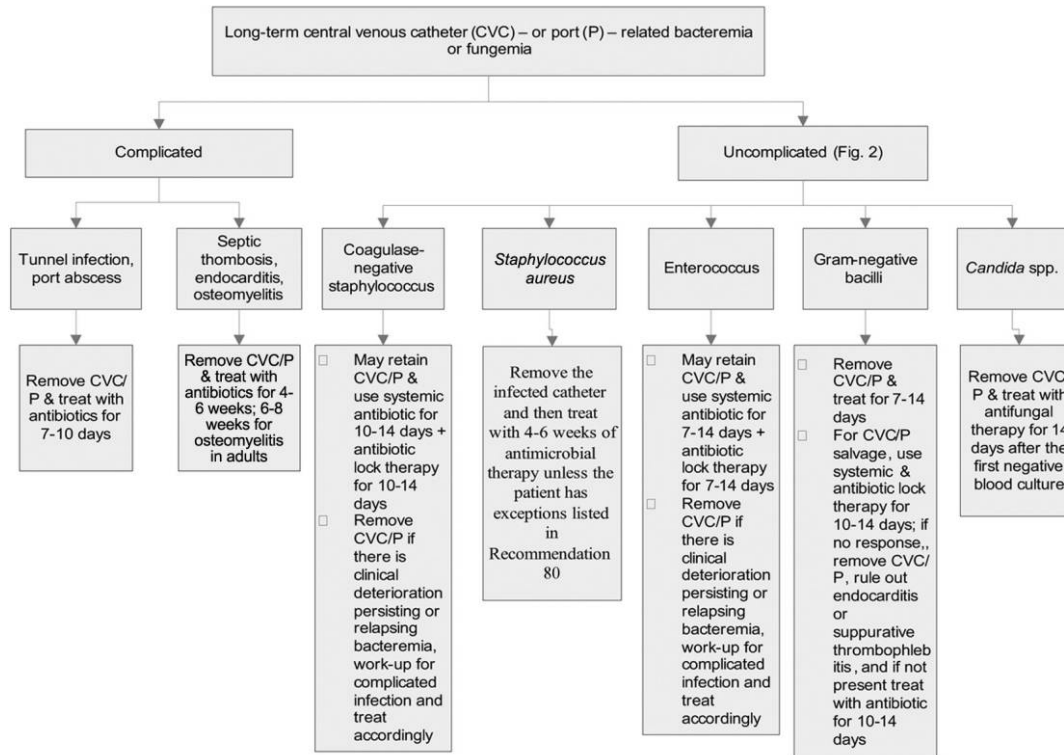 Long-term central venous catheter (CVC) – or port (P) – related bacteremia
or fungemia
Complicated
Uncomplicated (Fig. 2)
Tunnel infection,
port abscess
Septic
thombosis,
endocarditis,
osteomyelitis
Coagulase-
negative
staphylococcus
Staphylococcus
aureus
Enterococcus
Gram-negative
bacilli
Candida spp.
Remove CVC/
P & treat with
antibiotics for
7-10 days
Remove CVC/P
& treat with
antibiotics for 4-
6 weeks; 6-8
weeks for
osteomyelitis
in adults
May retain
CVC/P & use
systemic
antibiotic for
10-14 days +
antibiotic
lock therapy
for 10-14
days
Remove
CVC/P if
there is
clinical
deterioration
persisting or
relapsing
bacteremia,
work-up for
complicated
infection and
treat
accordingly
Remove the
infected catheter
and then treat
with 4-6 weeks of
antimicrobial
therapy unless the
patient has
exceptions listed
in
Recommendation
80
May retain
CVC/P & use
systemic
antibiotic for
7-14 days +
antibiotic
lock therapy
for 7-14 days
Remove
CVC/P if
there is
clinical
deterioration
persisting or
relapsing
bacteremia,
work-up for
complicated
infection and
treat
accordingly
Remove
CVC/P &
treat for 7-14
days
For CVC/P
salvage, use
systemic &
antibiotic lock
therapy for
10-14 days; if
no response,,
remove CVC/
P, rule out
endocarditis
or
suppurative
thrombophleb
itis, and if not
present treat
with antibiotic
for 10-14
days
Remove CVC
P & treat with
antifungal
therapy for 14
days after the
first negative
blood culture